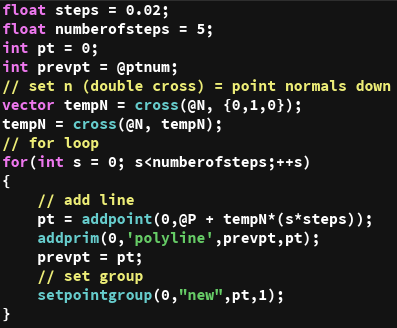 float steps = 0.02;
float numberofsteps = 5;
int pt = 0;
int prevpt = @ptnum;
// set n (double cross) = point normals down
vector tempN = cross(@N, {0,1,0});
tempN = cross(@N, tempN);
// for loop
for(int s = 0; s<numberofsteps;++s)
{
    // add line
    pt = addpoint(0,@P + tempN*(s*steps));
    addprim(0,'polyline',prevpt,pt);
    prevpt = pt;
    // set group
    setpointgroup(0,"new",pt,1);
}